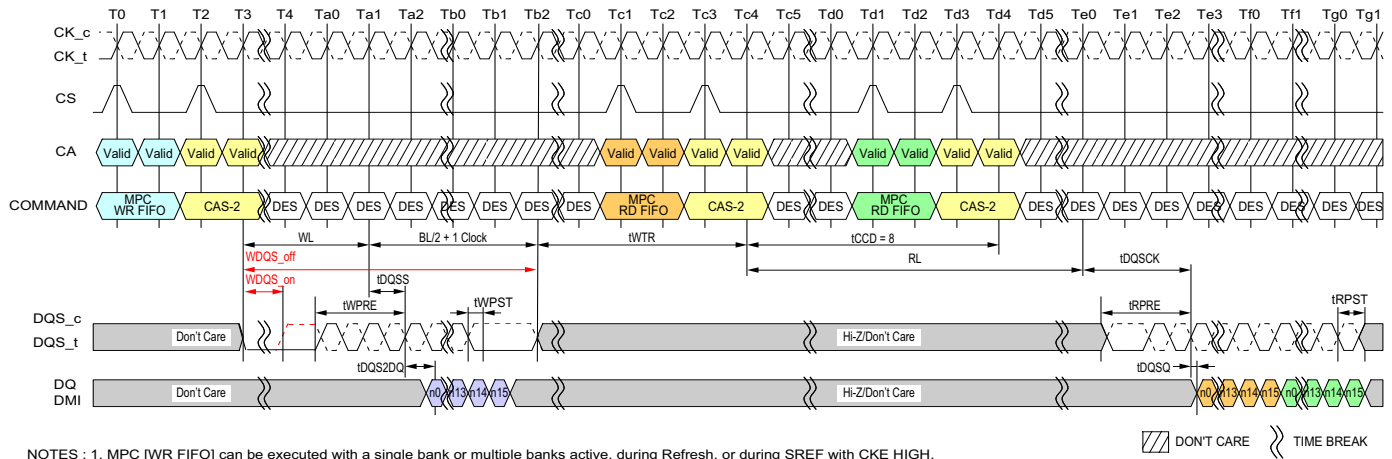 T0 T1 T2 T3 T4 Ta0 Ta1 Ta2 Tb0 Tb1 Tb2 Tc0 Tc1 Tc2 Tc3 Tc4 Tc5 Td0 Td1 Td2 Td3 Td4 Td5 Te0 Te1 Te2 Te3 Tf0 Tf1 Tg0 Tg1
CK_c
CK_t
CS
CA Valid Valid Valid Valid Valid Valid Valid Valid Valid Valid Valid Valid
COMMAND MPC WR FIFO CAS-2 DES DES DES DES DES DES DES DES MPC RD FIFO CAS-2 DES DES MPC RD FIFO CAS-2 DES DES DES DES DES DES DES DES DES
WL BL/2 + 1 Clock tWTR tCCD = 8
WDQS_off RL tDQSCK
WDQS_on tDQSS
tWPRE tWPST tRPRE tRPST
DQS_c
DQS_t Don't Care Hi-Z/Don't Care
tDQS2DQ tDQSQ
DQ
DMI Don't Care n0 n13 n14 n15 Hi-Z/Don't Care n0 n13 n14 n15 n0 n13 n14 n15
DON'T CARE TIME BREAK
NOTES : 1. MPC [WR FIFO] can be executed with a single bank or multiple banks active, during Refresh, or during SREF with CKE HIGH.